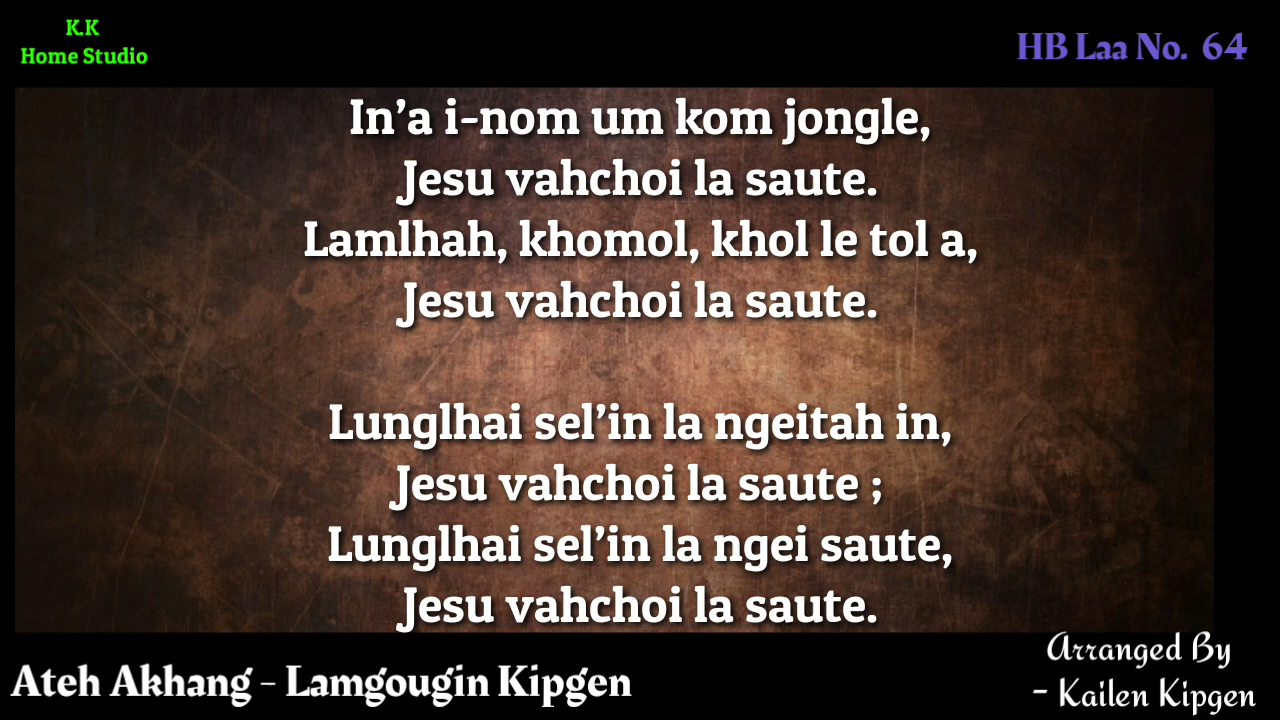 K.K
Home Studio
HB Laa No. 64
In’a i-nom um kom jongle,
Jesu vahchoi la saute.
Lamlhah, khomol, khol le tol a,
Jesu vahchoi la saute.
Lunglhai sel’in la ngeitah in,
Jesu vahchoi la saute ;
Lunglhai sel’in la ngei saute,
Jesu vahchoi la saute.
Ateh Akhang - Lamgougin Kipgen
Arranged By
- Kailen Kipgen